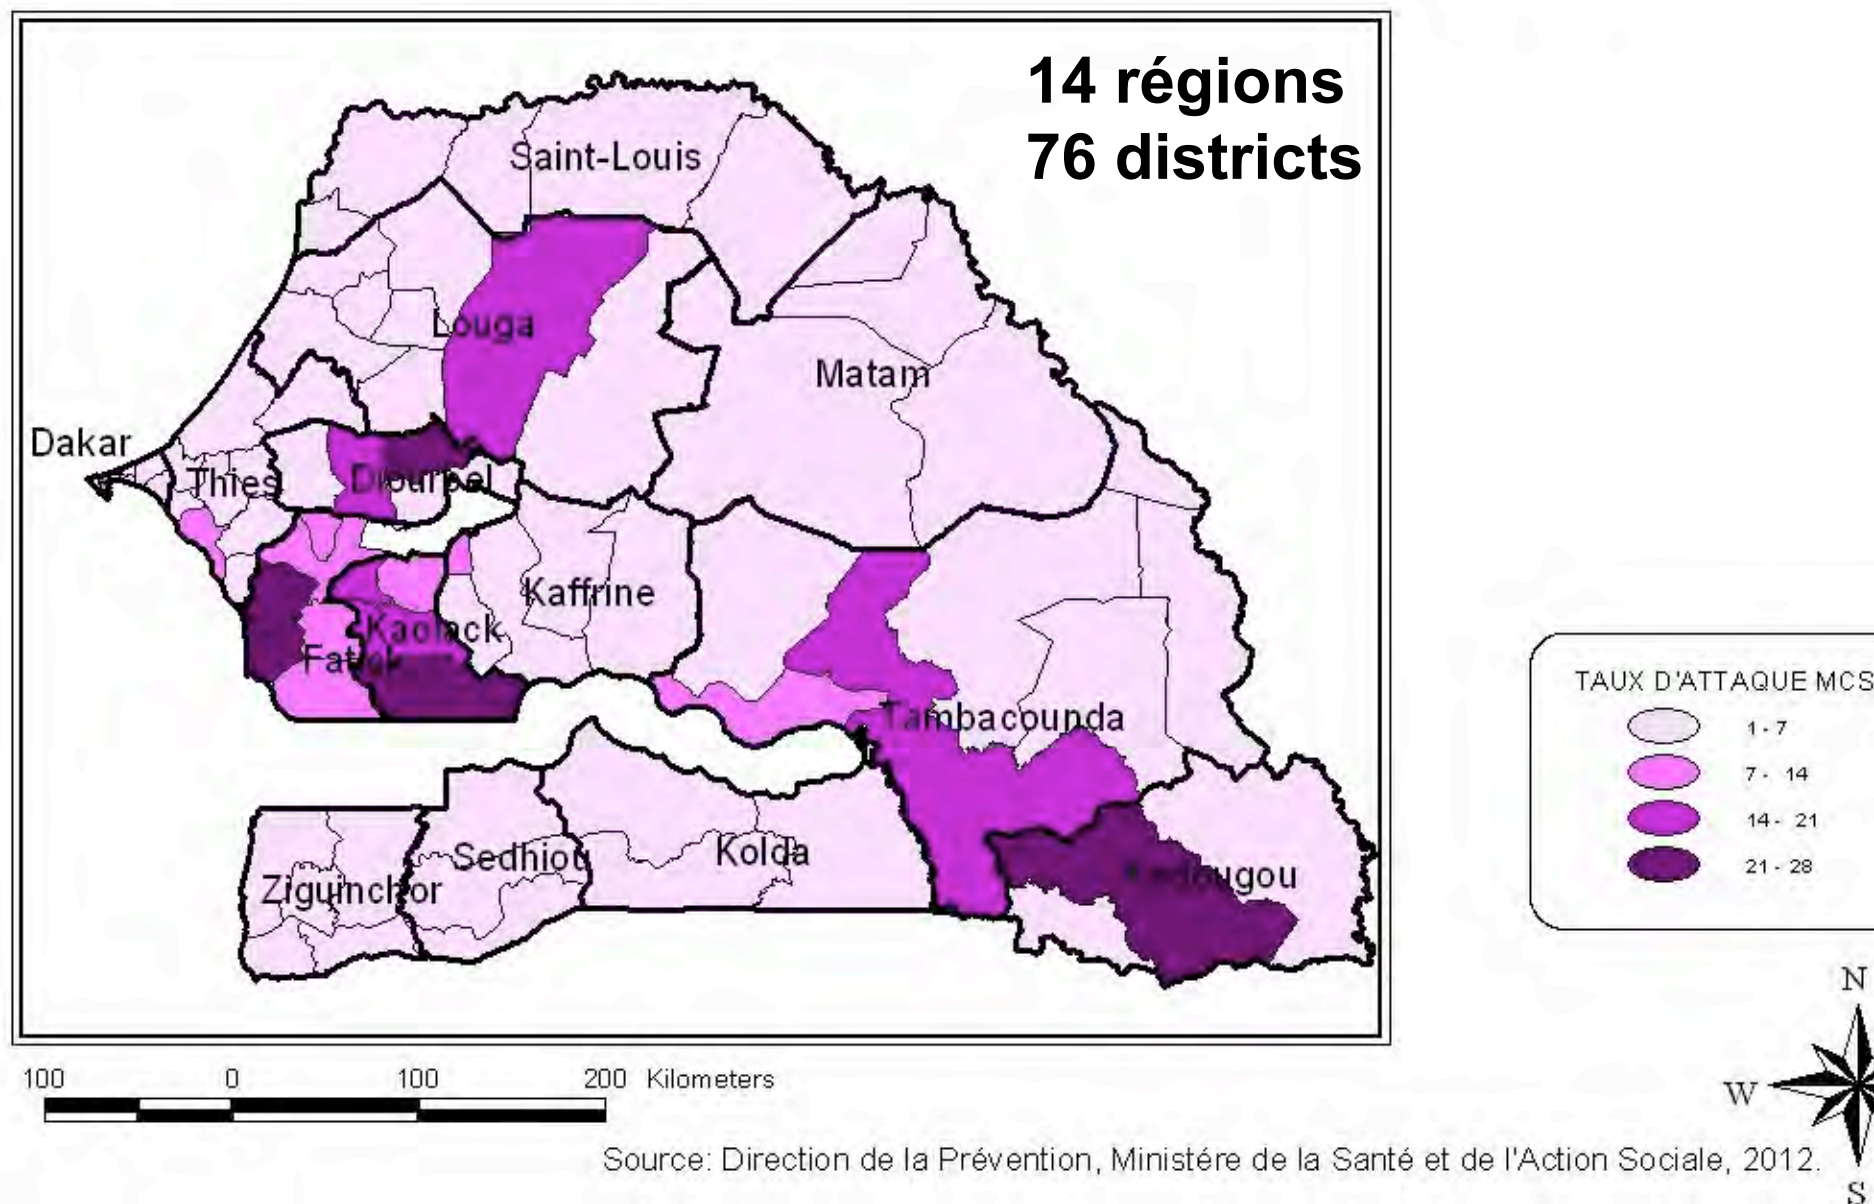 14 régions
76 districts
Saint-Louis
Louga
Matam
Dakar
Thies
Diourbel
Kaffrine
Kaolack
Fatick
Tambacounda
Kedougou
Sedhiou
Kolda
Ziguinchor
TAUX D'ATTAQUE MCS
1 - 7
7 - 14
14 - 21
21 - 28
N
W
S
100 0 100 200 Kilometers
Source: Direction de la Prévention, Ministére de la Santé et de l'Action Sociale, 2012.